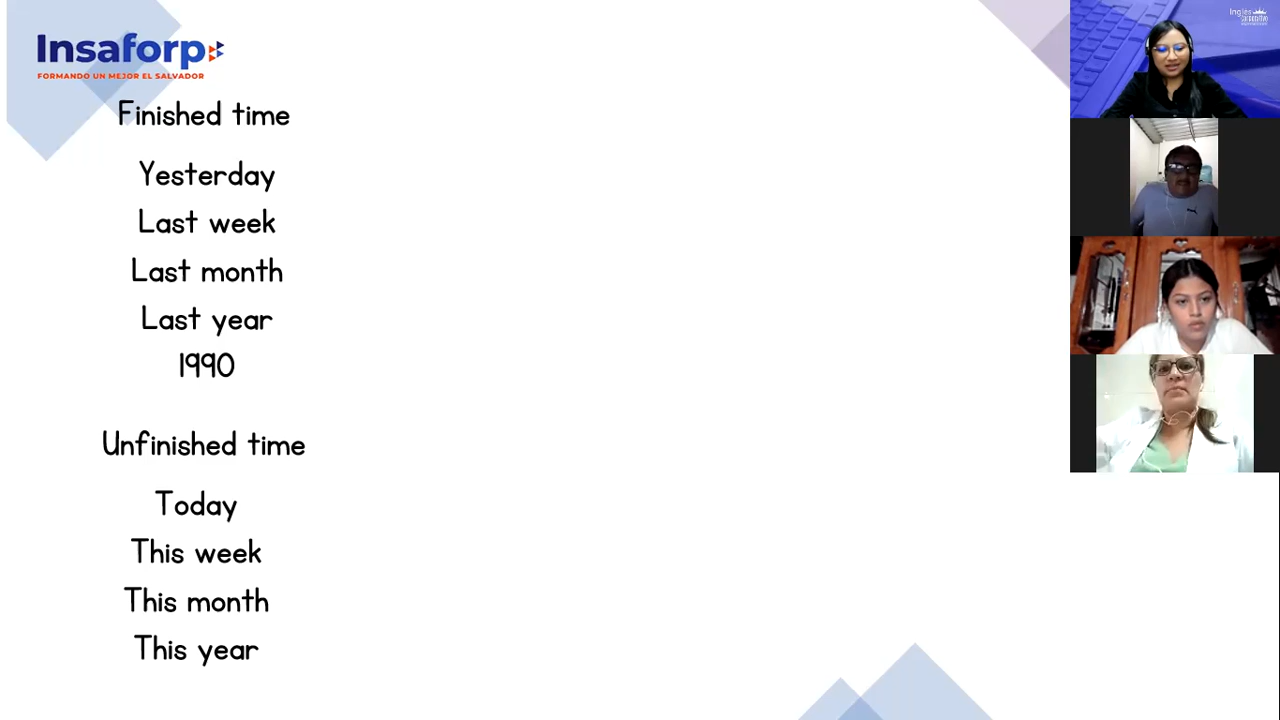 Insaforp
FORMANDO UN MEJOR EL SALVADOR
Finished time
Yesterday
Last week
Last month
Last year
1990
Unfinished time
Today
This week
This month
This year
Inglés